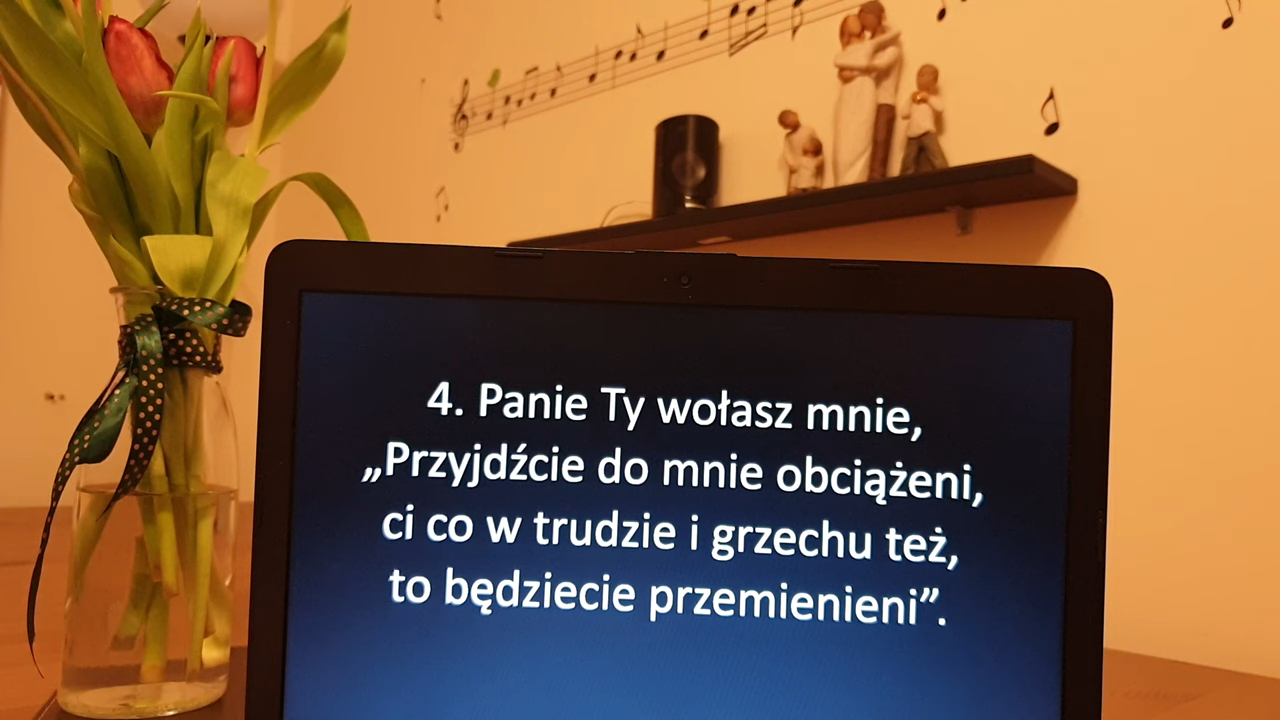 4. Panie Ty wołasz mnie,
„Przyjdźcie do mnie obciążeni,
ci co w trudzie i grzechu też,
to będziecie przemienieni”.